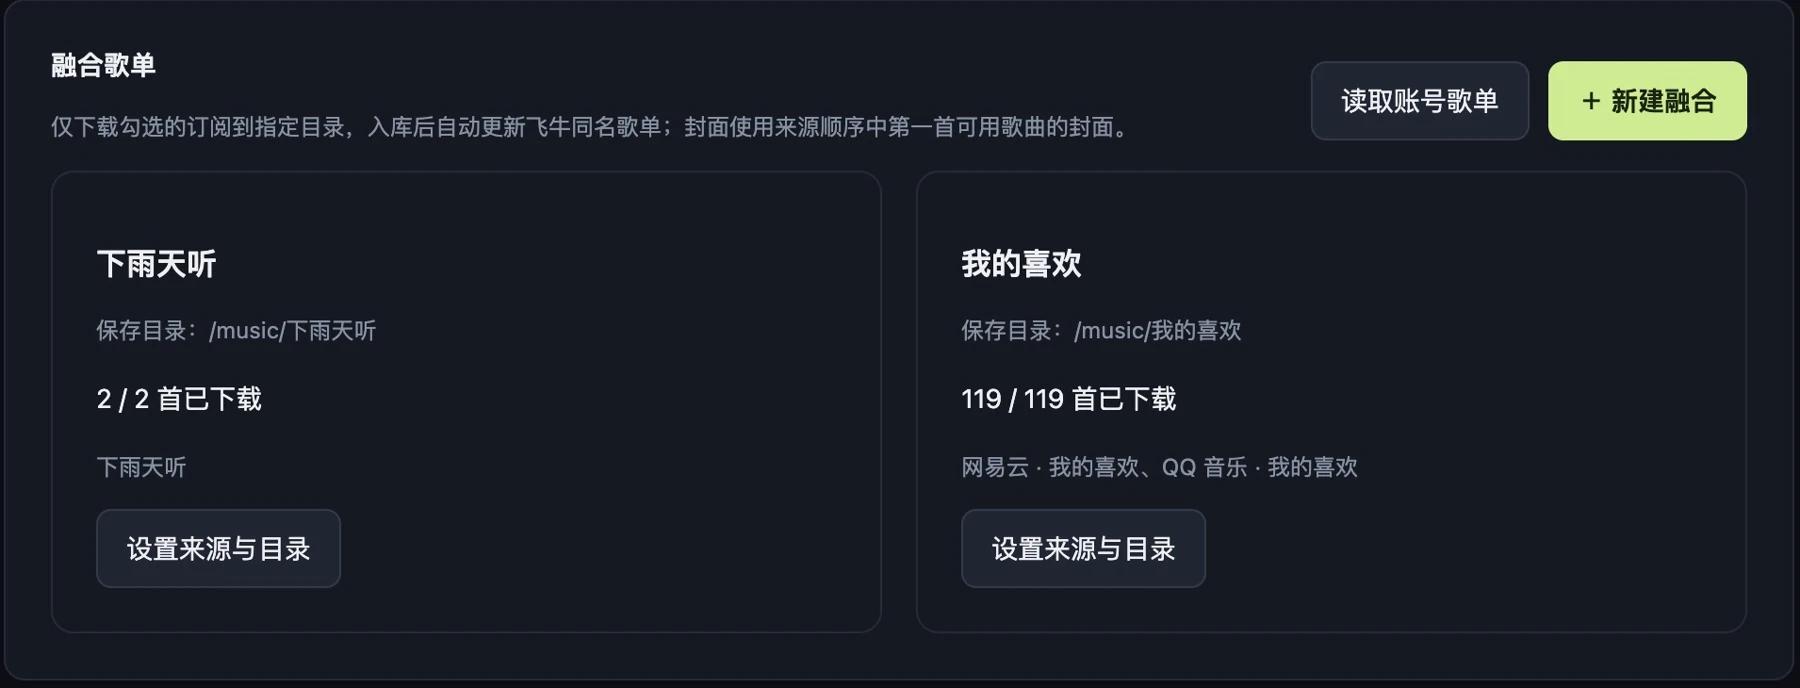 融合歌单
仅下载勾选的订阅到指定目录，入库后自动更新飞牛同名歌单；封面使用来源顺序中第一首可用歌曲的封面。
读取账号歌单
+ 新建融合
下雨天听
保存目录：/music/下雨天听
2 / 2 首已下载
下雨天听
设置来源与目录
我的喜欢
保存目录：/music/我的喜欢
119 / 119 首已下载
网易云 · 我的喜欢、QQ 音乐 · 我的喜欢
设置来源与目录